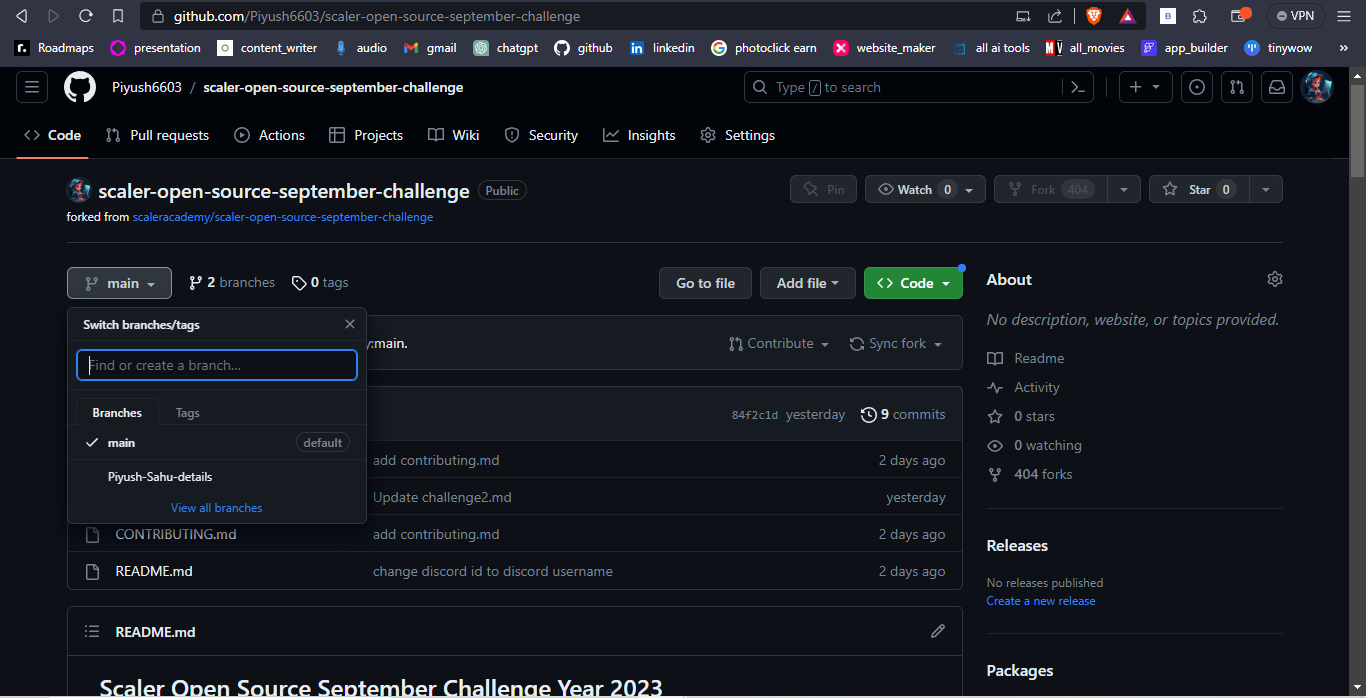 github.com/Piyush6603/scaler-open-source-september-challenge
B
VPN
Roadmaps presentation content_writer audio gmail chatgpt github linkedin photoclick earn website_maker all ai tools all_movies app_builder tinywow »
Piyush6603 / scaler-open-source-september-challenge
Type / to search
Code Pull requests Actions Projects Wiki Security Insights Settings
scaler-open-source-september-challenge Public
Pin Watch 0 Fork 404 Star 0
forked from scaleracademy/scaler-open-source-september-challenge
main 2 branches 0 tags
Go to file Add file Code
Switch branches/tags
Find or create a branch...
Branches Tags
main default
Piyush-Sahu-details
View all branches
y:main.
Contribute Sync fork
84f2c1d yesterday 9 commits
add contributing.md 2 days ago
Update challenge2.md yesterday
CONTRIBUTING.md add contributing.md 2 days ago
README.md change discord id to discord username 2 days ago
README.md
Scaler Open Source September Challenge Year 2023
About
No description, website, or topics provided.
Readme
Activity
0 stars
0 watching
404 forks
Releases
No releases published
Create a new release
Packages